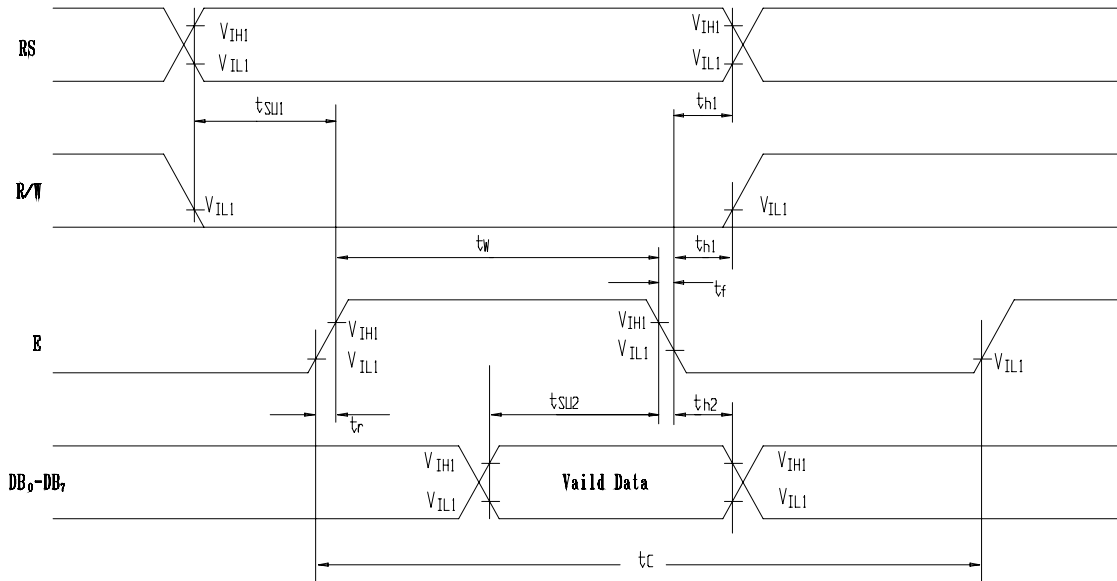 RS
VIH1
VIL1
VIH1
VIL1
tSU1
th1
R/W
VIL1
VIL1
tW
th1
tf
E
VIH1
VIL1
VIH1
VIL1
VIL1
tr
tSU2
th2
DB0-DB7
VIH1
VIL1
Vaild Data
VIH1
VIL1
tC